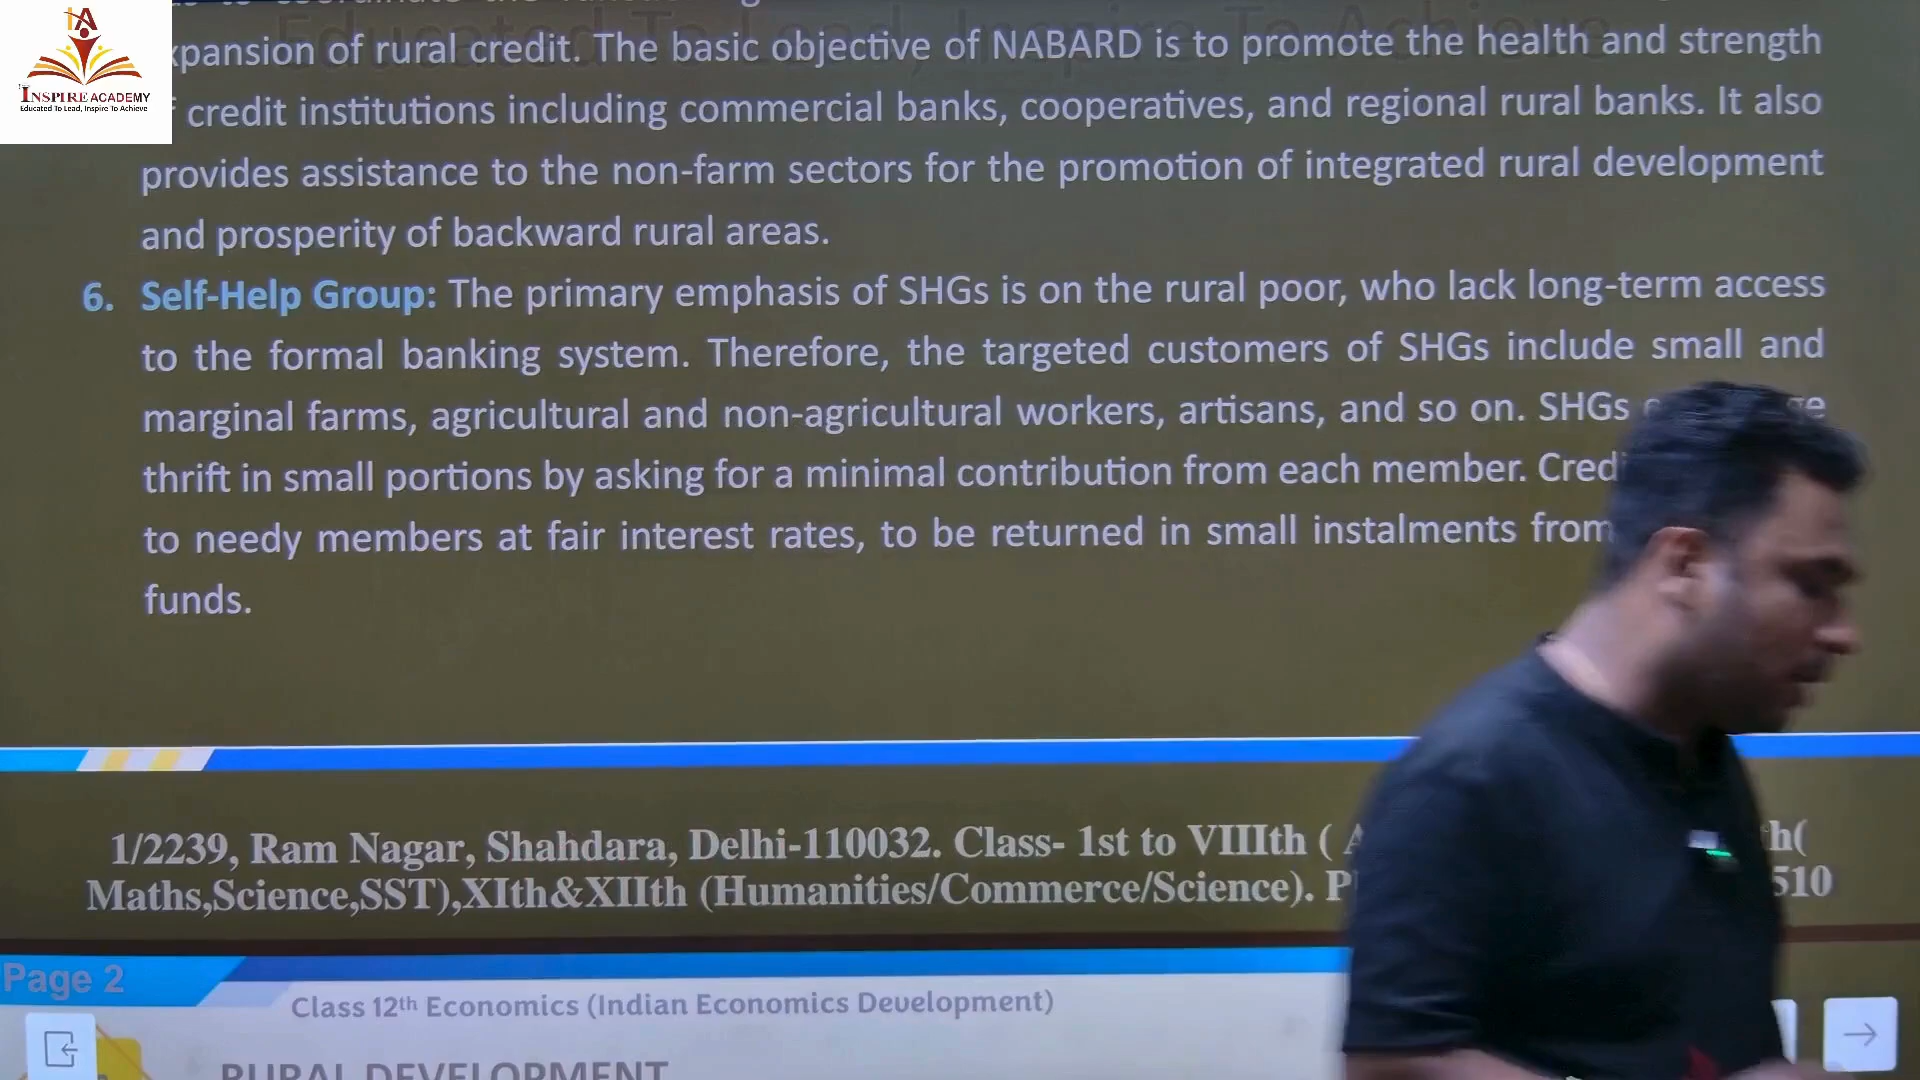 Educated To Lead, Inspire To Achieve
IA
INSPIRE ACADEMY
Educated To Lead, Inspire To Achieve
xpansion of rural credit. The basic objective of NABARD is to promote the health and strength
credit institutions including commercial banks, cooperatives, and regional rural banks. It also
provides assistance to the non-farm sectors for the promotion of integrated rural development
and prosperity of backward rural areas.
6. Self-Help Group: The primary emphasis of SHGs is on the rural poor, who lack long-term access
to the formal banking system. Therefore, the targeted customers of SHGs include small and
marginal farms, agricultural and non-agricultural workers, artisans, and so on. SHGs
thrift in small portions by asking for a minimal contribution from each member.
to needy members at fair interest rates, to be returned in small instalments from
funds.
1/2239, Ram Nagar, Shahdara, Delhi-110032. Class- 1st to VIIIth (
Maths,Science,SST),XIth&XIIth (Humanities/Commerce/Science). 510
Page 2
Class 12th Economics (Indian Economics Development)
RURAL DEVELOPMENT